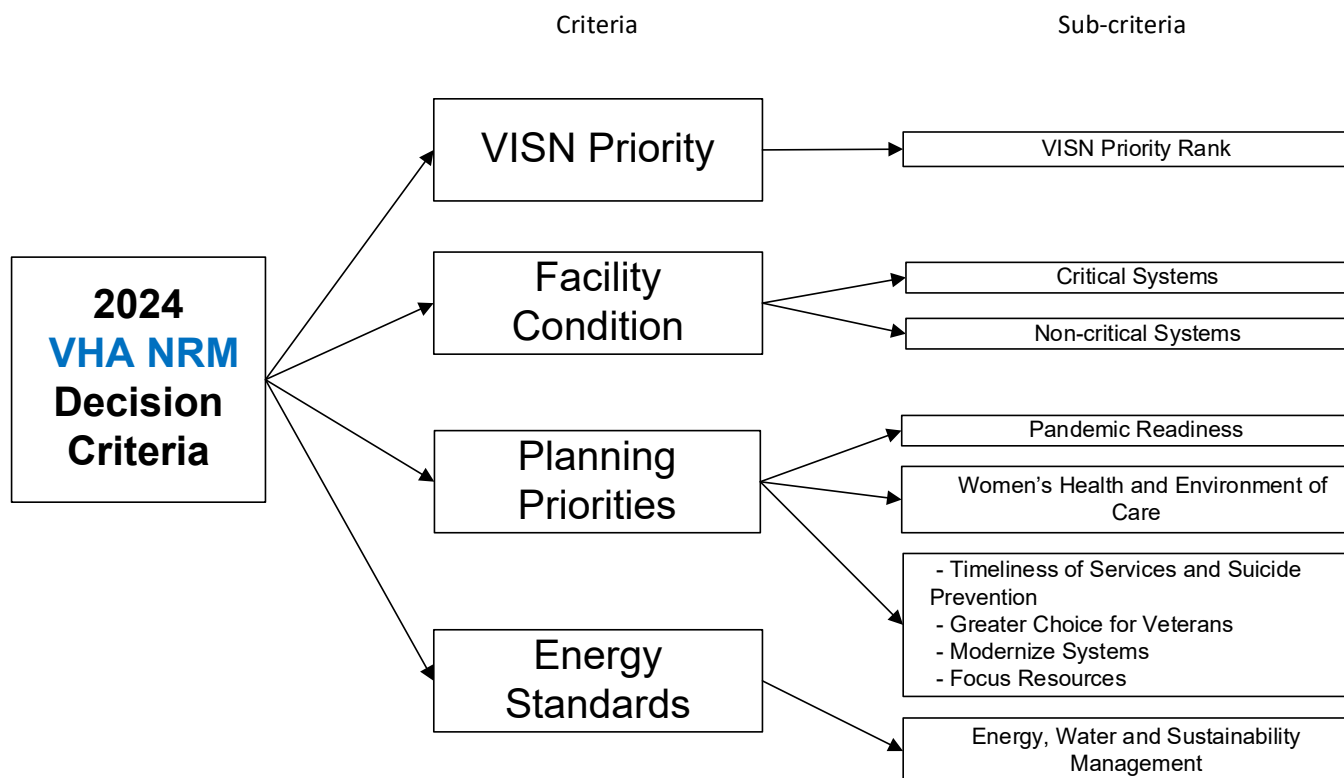 Criteria
Sub-criteria
2024
VHA NRM
Decision
Criteria
VISN Priority
VISN Priority Rank
Facility
Condition
Critical Systems
Non-critical Systems
Planning
Priorities
Pandemic Readiness
Women’s Health and Environment of
Care
- Timeliness of Services and Suicide
Prevention
- Greater Choice for Veterans
- Modernize Systems
- Focus Resources
Energy
Standards
Energy, Water and Sustainability
Management